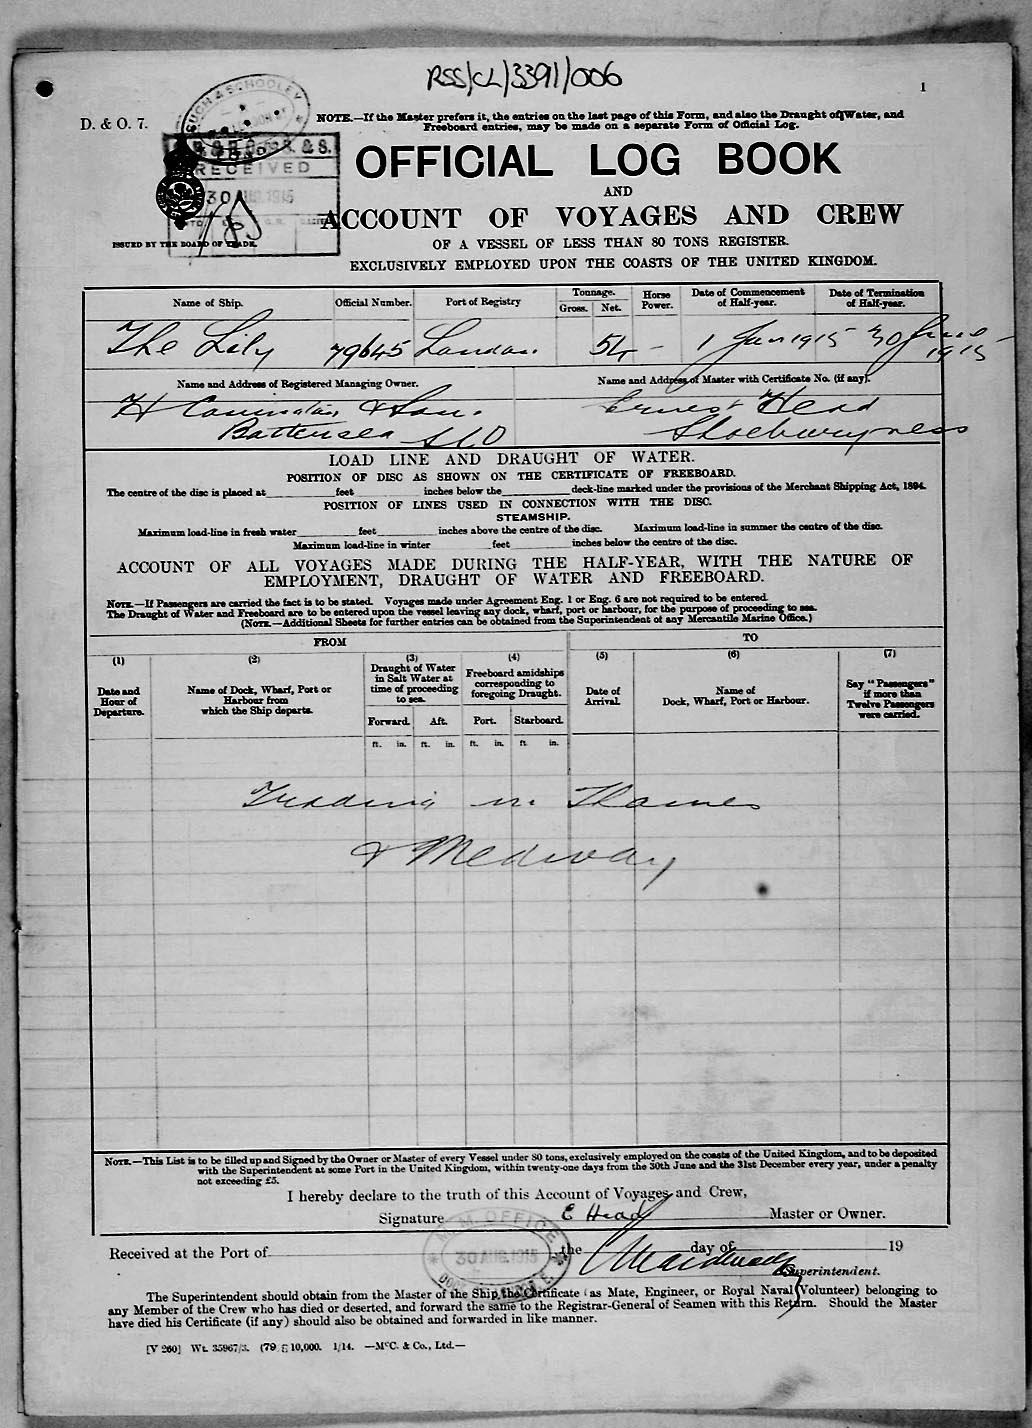 RSS/CL/3391/006
1
D. & O. 7.
NOTE.—If the Master prefers it, the entries on the last page of this Form, and also the Draught of Water, and
Freeboard entries, may be made on a separate Form of Official Log.
RECEIVED
30 AUG.1915
ISSUED BY THE BOARD OF TRADE.
OFFICIAL LOG BOOK
AND
ACCOUNT OF VOYAGES AND CREW
OF A VESSEL OF LESS THAN 80 TONS REGISTER.
EXCLUSIVELY EMPLOYED UPON THE COASTS OF THE UNITED KINGDOM.
Name of Ship. Official Number. Port of Registry Tonnage. Gross. Net. Horse Power. Date of Commencement of Half-year. Date of Termination of Half-year.
The Lily 79645 London 54 – 1 Jan 1915 30 June 1915
Name and Address of Registered Managing Owner. Name and Address of Master with Certificate No. (if any).
H & Son. Ernest Head
Battersea Shoeburyness
LOAD LINE AND DRAUGHT OF WATER.
POSITION OF DISC AS SHOWN ON THE CERTIFICATE OF FREEBOARD.
The centre of the disc is placed at feet inches below the deck-line marked under the provisions of the Merchant Shipping Act, 1894.
POSITION OF LINES USED IN CONNECTION WITH THE DISC.
STEAMSHIP.
Maximum load-line in fresh water feet inches above the centre of the disc. Maximum load-line in summer the centre of the disc.
Maximum load-line in winter feet inches below the centre of the disc.
ACCOUNT OF ALL VOYAGES MADE DURING THE HALF-YEAR, WITH THE NATURE OF
EMPLOYMENT, DRAUGHT OF WATER AND FREEBOARD.
NOTE.—If Passengers are carried the fact is to be stated. Voyages made under Agreement Eng. 1 or Eng. 6 are not required to be entered.
The Draught of Water and Freeboard are to be entered upon the vessel leaving any dock, wharf, port or harbour, for the purpose of proceeding to sea.
(NOTE.—Additional Sheets for further entries can be obtained from the Superintendent of any Mercantile Marine Office.)
FROM TO
(1) (2) (3) (4) (5) (6) (7)
Date and Hour of Departure. Name of Dock, Wharf, Port or Harbour from which the Ship departs. Draught of Water in Salt Water at time of proceeding to sea. Freeboard amidships corresponding to foregoing Draught. Date of Arrival. Name of Dock, Wharf, Port or Harbour. Say "Passengers" if more than Twelve Passengers were carried.
Forward. Aft. Port. Starboard.
ft. in. ft. in. ft. in. ft. in.
Trading in Thames
& Medway
NOTE.—This List is to be filled up and Signed by the Owner or Master of every Vessel under 80 tons, exclusively employed on the coasts of the United Kingdom, and to be deposited
with the Superintendent at some Port in the United Kingdom, within twenty-one days from the 30th June and the 31st December every year, under a penalty
not exceeding £5.
I hereby declare to the truth of this Account of Voyages and Crew,
Signature E Head Master or Owner.
M. M. OFFICE
30 AUG.1915
Received at the Port of the day of 19
Superintendent.
The Superintendent should obtain from the Master of the Ship, the Certificate (as Mate, Engineer, or Royal Naval Volunteer) belonging to
any Member of the Crew who has died or deserted, and forward the same to the Registrar-General of Seamen with this Return. Should the Master
have died his Certificate (if any) should also be obtained and forwarded in like manner.
[V 260] Wt. 35967/3. (79 10,000. 1/14. —McC. & Co., Ltd.—